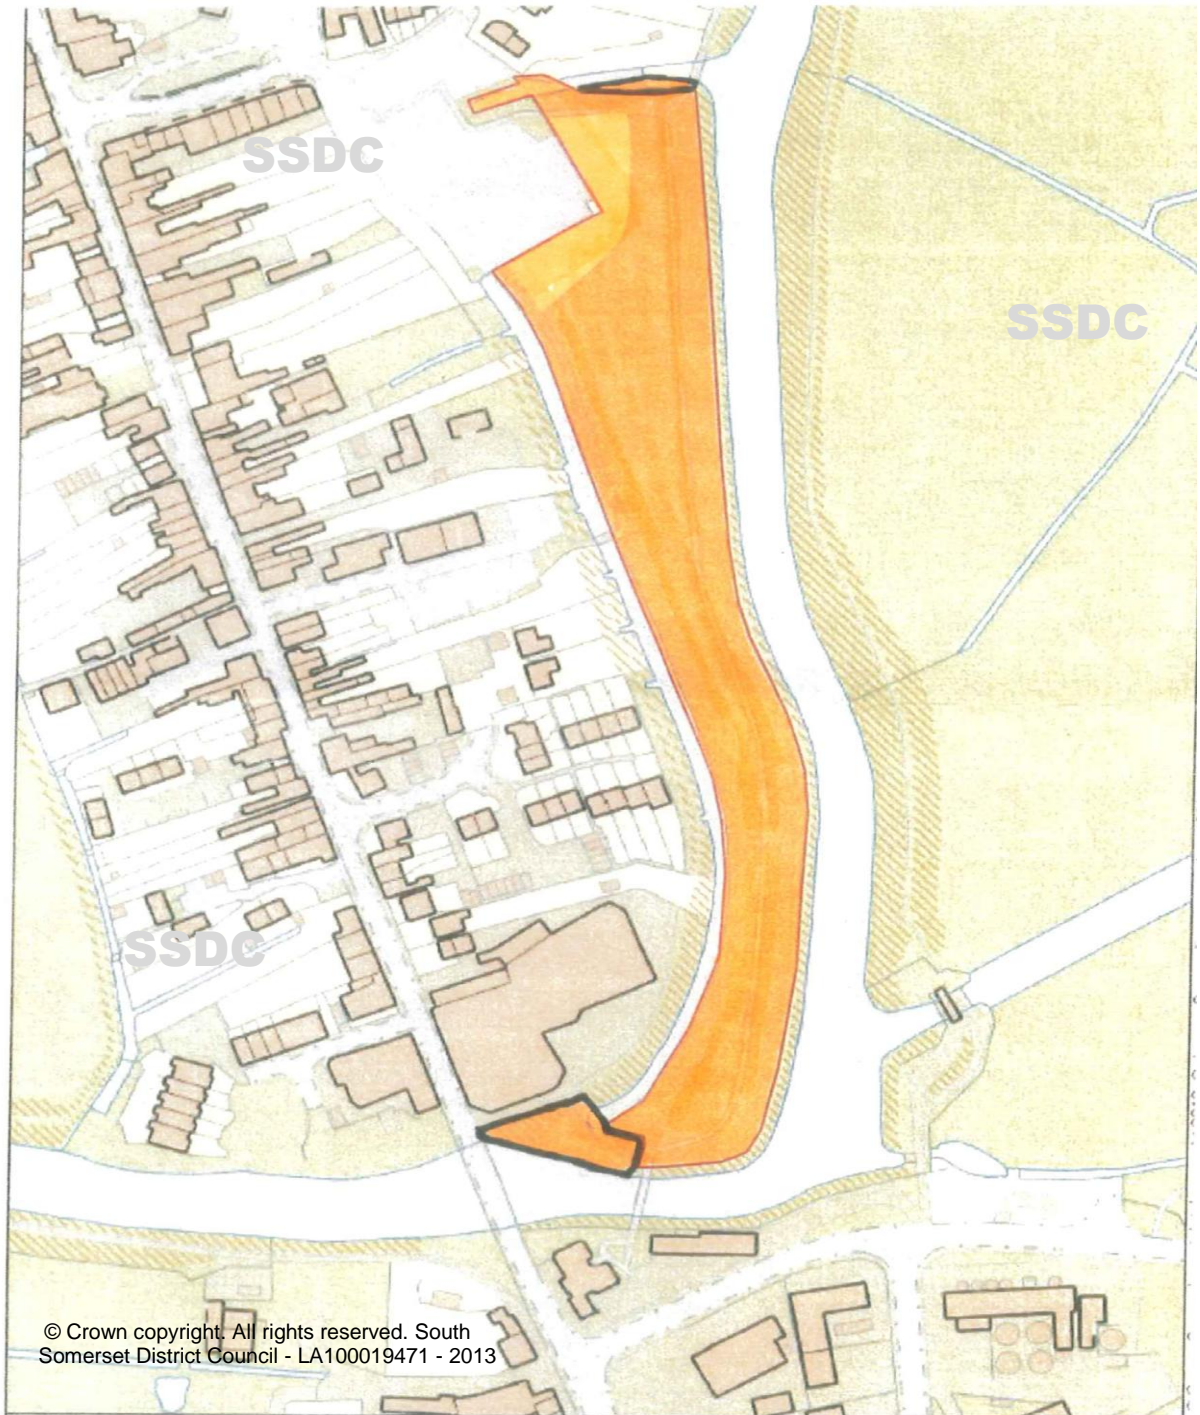 SSDC
SSDC
SSDC
© Crown copyright. All rights reserved. South
Somerset District Council - LA100019471 - 2013